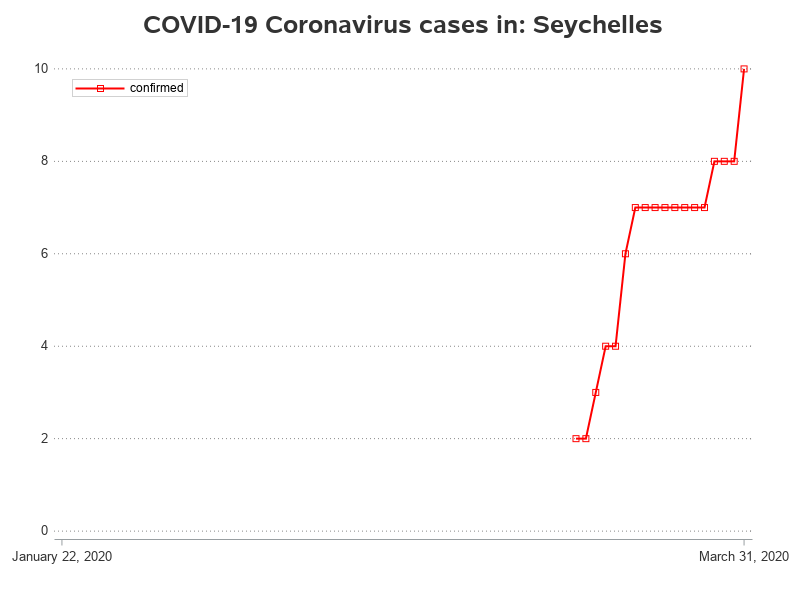 COVID-19 Coronavirus cases in: Seychelles
10
confirmed
8
6
4
2
0
January 22, 2020
March 31, 2020